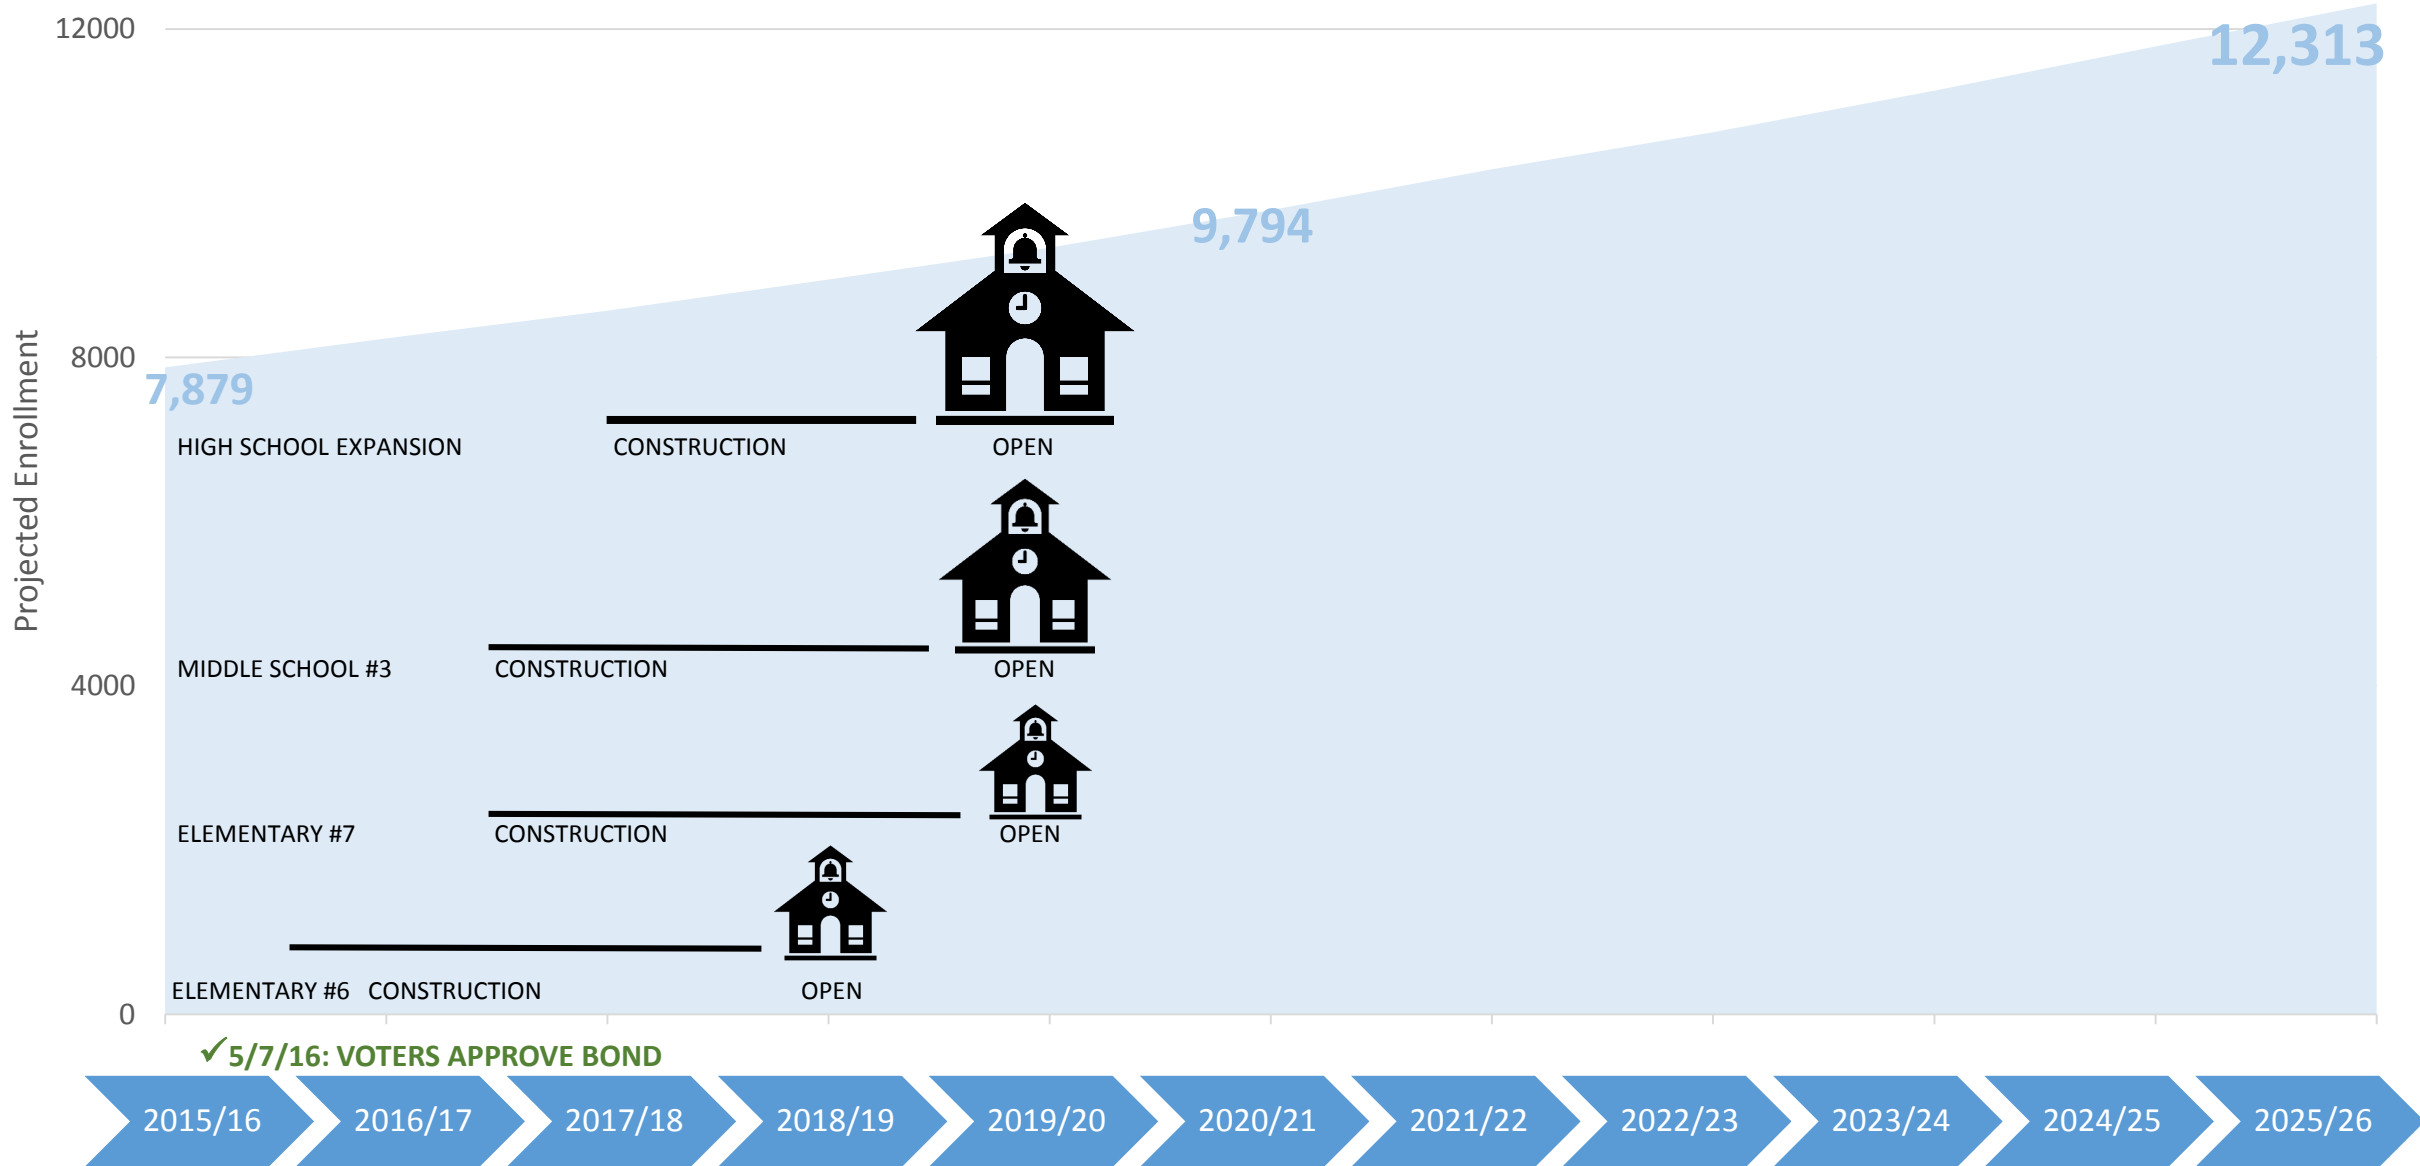 12000
12,313
9,794
Projected Enrollment
8000
7,879
HIGH SCHOOL EXPANSION CONSTRUCTION OPEN
MIDDLE SCHOOL #3 CONSTRUCTION OPEN
4000
ELEMENTARY #7 CONSTRUCTION OPEN
ELEMENTARY #6 CONSTRUCTION OPEN
0
✓5/7/16: VOTERS APPROVE BOND
2015/16 2016/17 2017/18 2018/19 2019/20 2020/21 2021/22 2022/23 2023/24 2024/25 2025/26